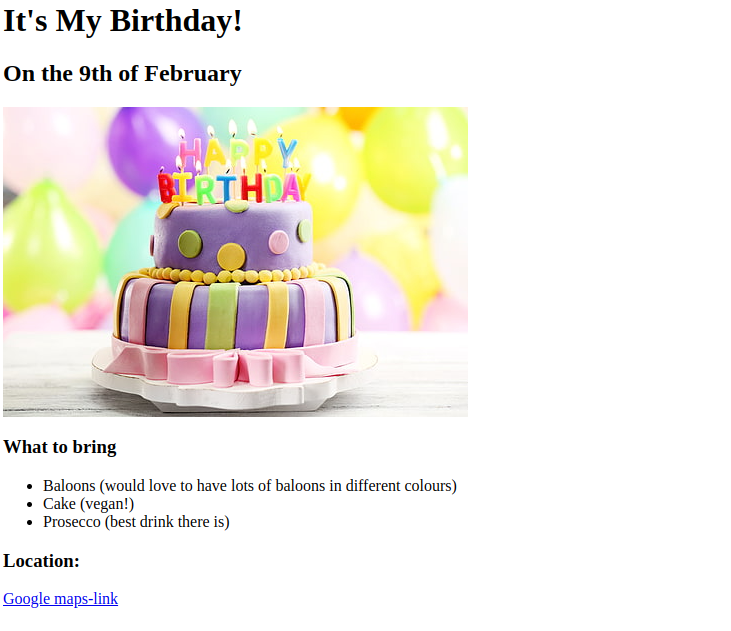 It's My Birthday!
On the 9th of February
HAPPY
BIRTHDAY
What to bring
Baloons (would love to have lots of baloons in different colours)
Cake (vegan!)
Prosecco (best drink there is)
Location:
Google maps-link